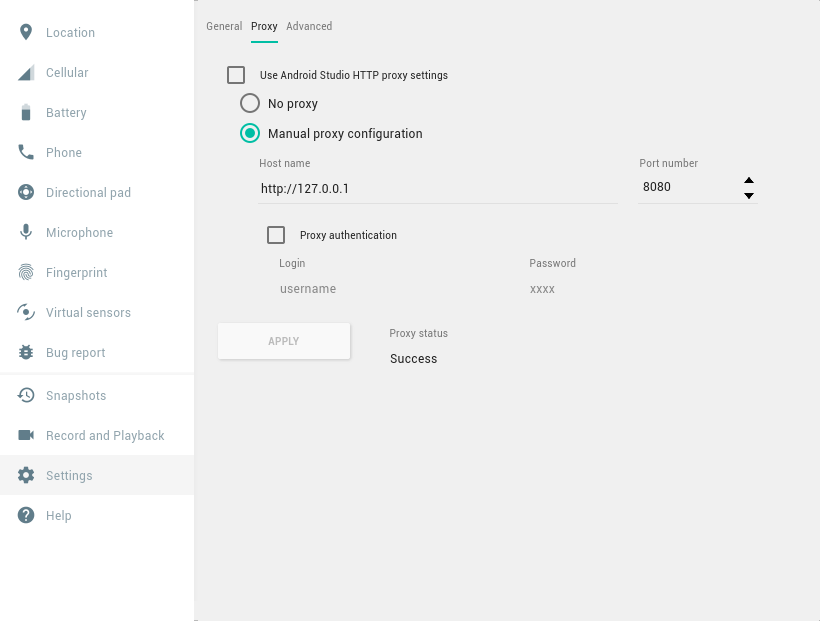 Location
Cellular
Battery
Phone
Directional pad
Microphone
Fingerprint
Virtual sensors
Bug report
Snapshots
Record and Playback
Settings
Help
General Proxy Advanced
Use Android Studio HTTP proxy settings
No proxy
Manual proxy configuration
Host name Port number
http://127.0.0.1 8080
Proxy authentication
Login Password
username xxxx
APPLY
Proxy status
Success